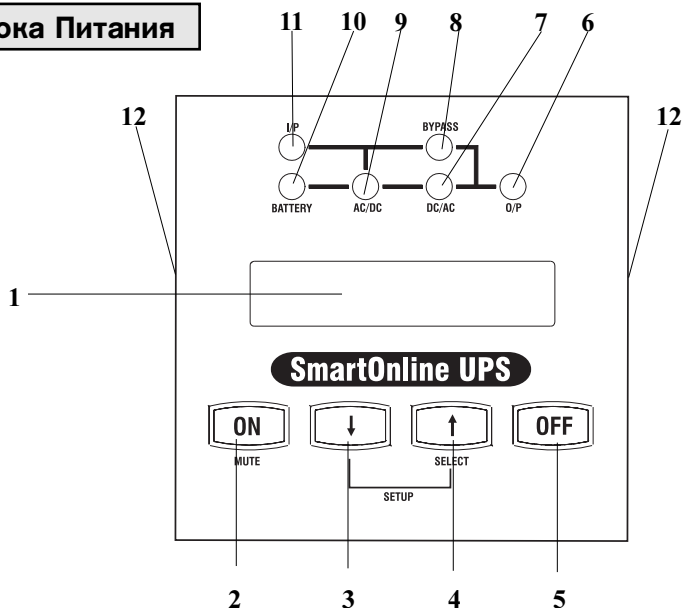 ока Питания
11 10 9 8 7 6
12 12
I/P BYPASS
BATTERY AC/DC DC/AC O/P
1
SmartOnline UPS
ON ↓ ↑ OFF
MUTE SELECT
SETUP
2 3 4 5